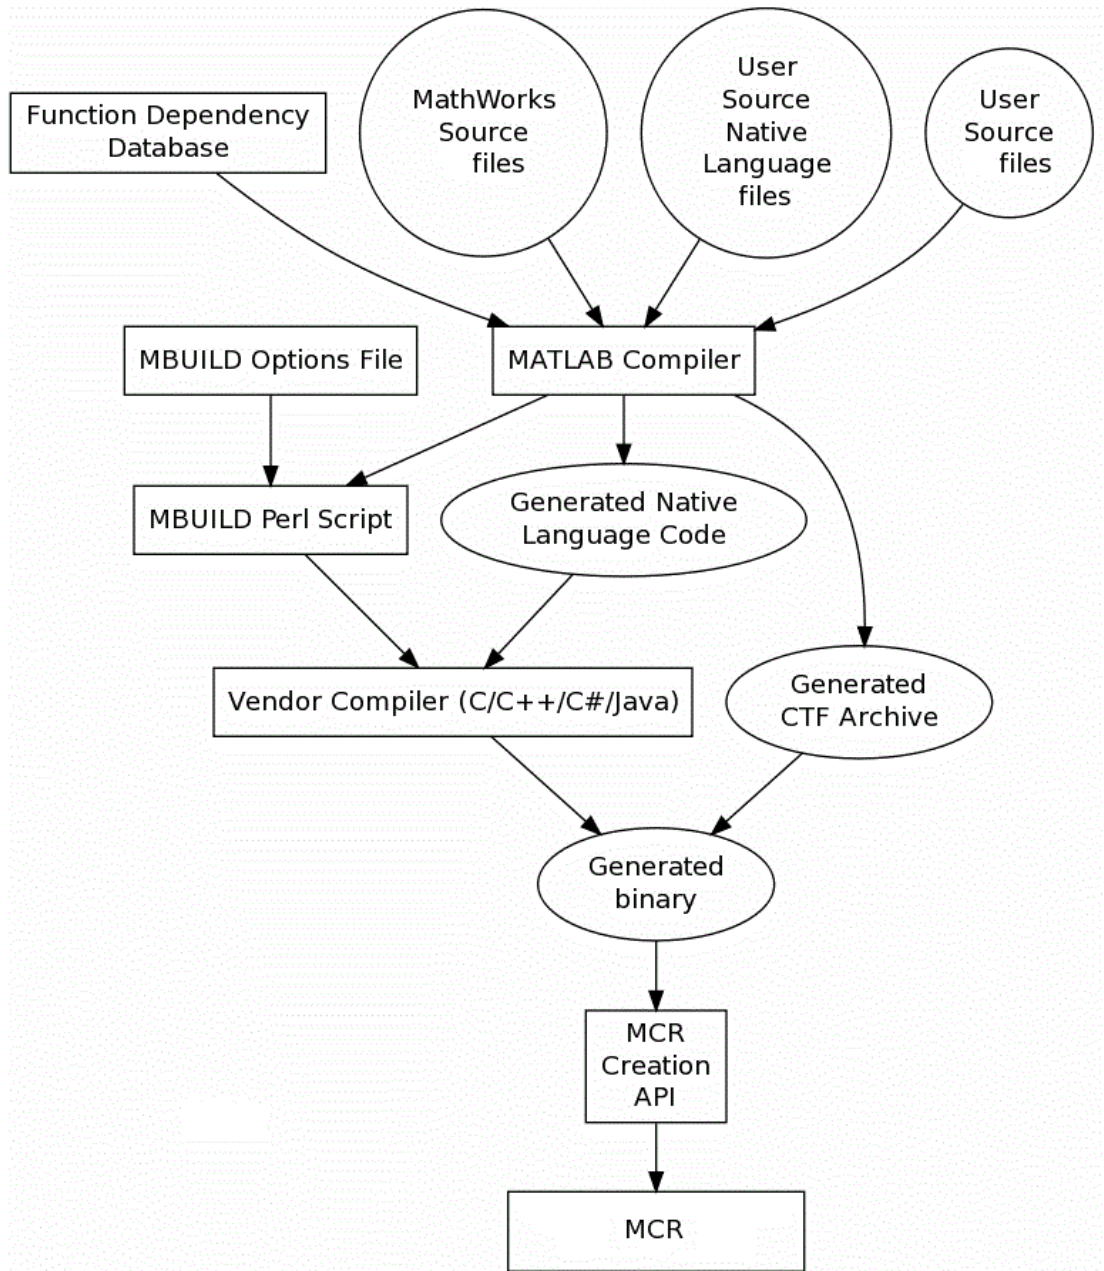 Function Dependency
Database
MathWorks
Source
files
User
Source
Native
Language
files
User
Source
files
MBUILD Options File
MATLAB Compiler
MBUILD Perl Script
Generated Native
Language Code
Vendor Compiler (C/C++/C#/Java)
Generated
CTF Archive
Generated
binary
MCR
Creation
API
MCR